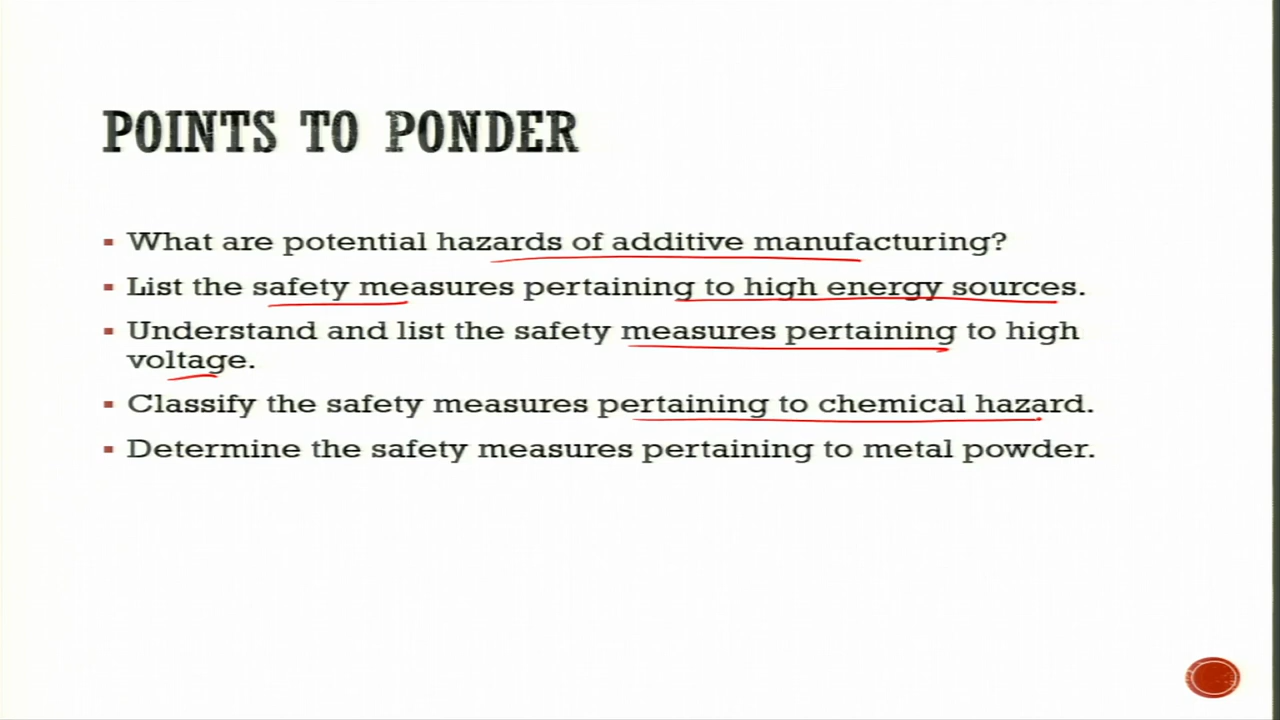 POINTS TO PONDER
▪ What are potential hazards of additive manufacturing?
▪ List the safety measures pertaining to high energy sources.
▪ Understand and list the safety measures pertaining to high
voltage.
▪ Classify the safety measures pertaining to chemical hazard.
▪ Determine the safety measures pertaining to metal powder.